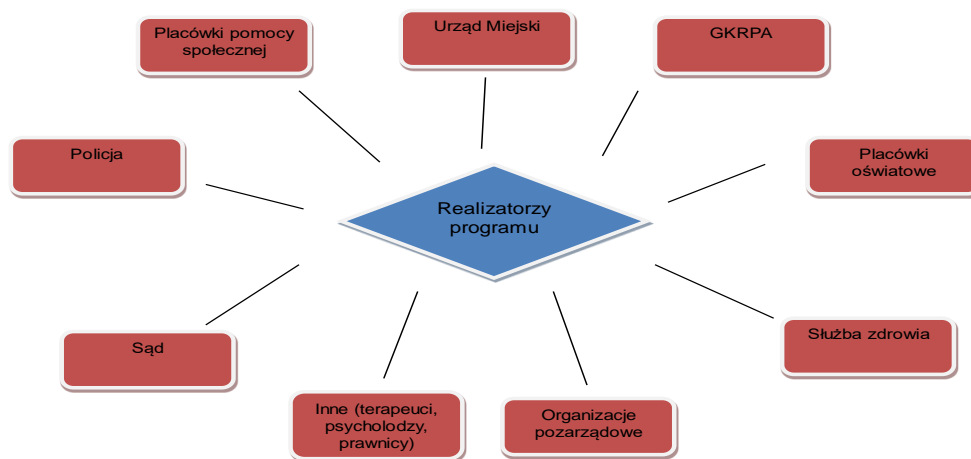 Placówki pomocy
społecznej
Urząd Miejski
GKRPA
Policja
Placówki
oświatowe
Realizatorzy
programu
Sąd
Służba zdrowia
Inne (terapeuci,
psycholodzy,
prawnicy)
Organizacje
pozarządowe